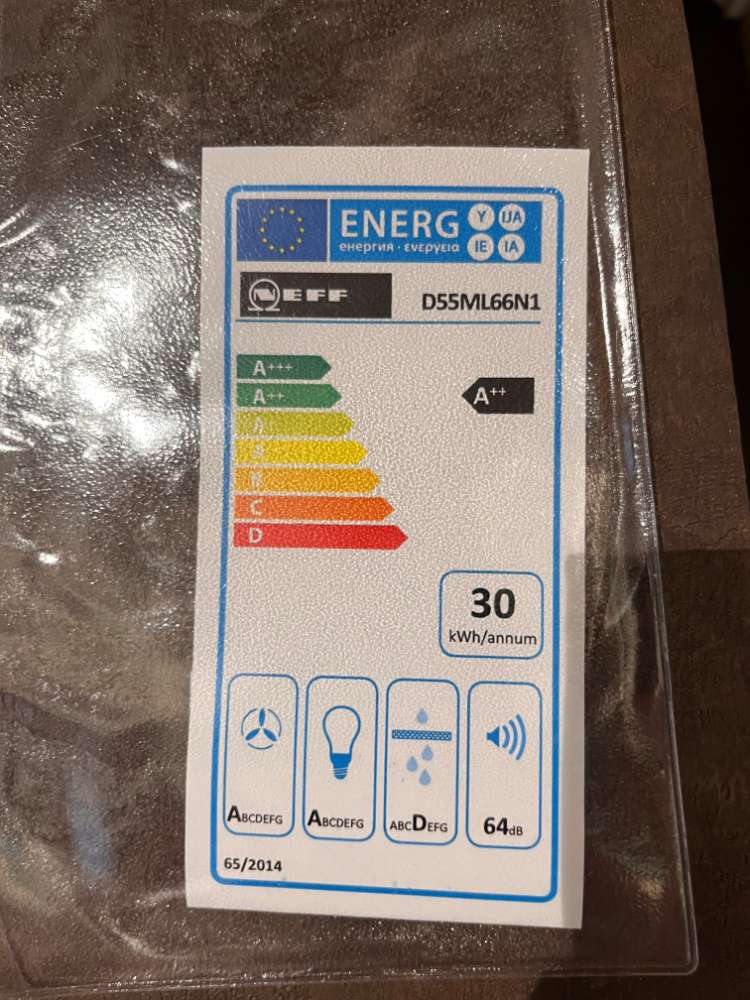 ENERG Y IJA
енергия · ενεργεια IE IA
NEFF D55ML66N1
A+++
A++ A++
A
B
C
D
30
kWh/annum
ABCDEFG ABCDEFG ABCDEFG 64dB
65/2014